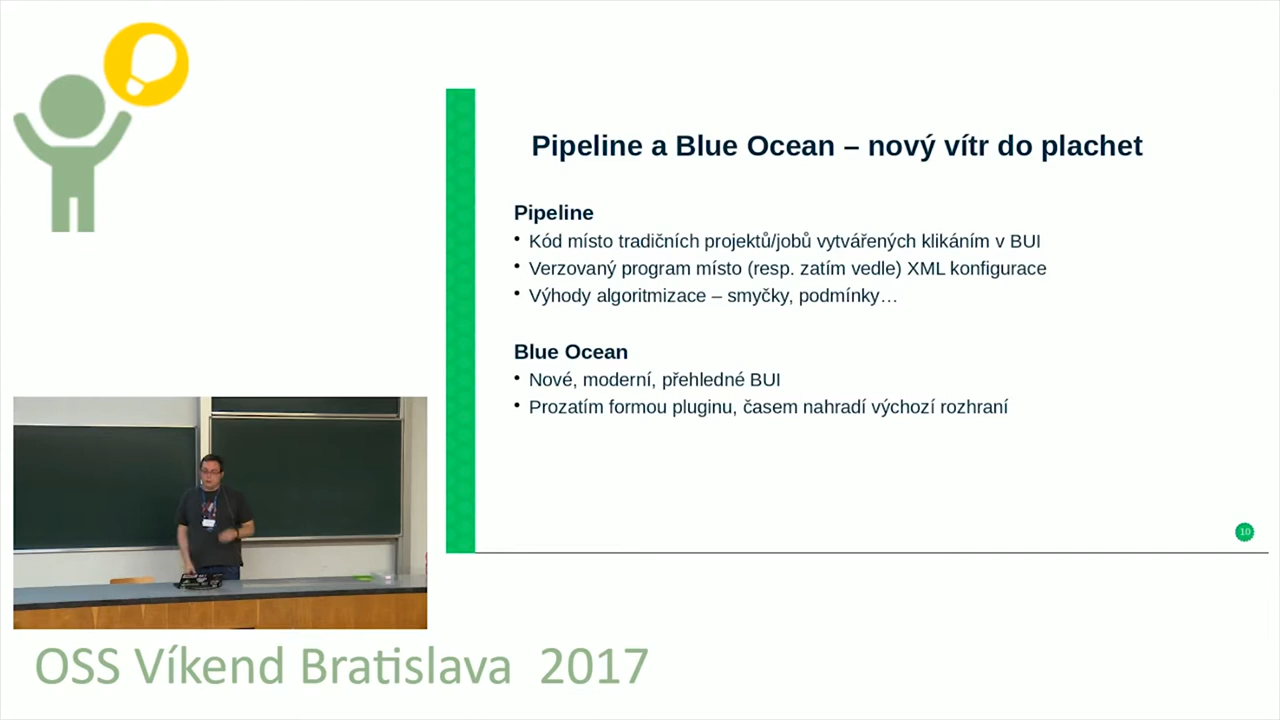 Pipeline a Blue Ocean – nový vítr do plachet
Pipeline
• Kód místo tradičních projektů/jobů vytvářených klikáním v BUI
• Verzovaný program místo (resp. zatím vedle) XML konfigurace
• Výhody algoritmizace – smyčky, podmínky…
Blue Ocean
• Nové, moderní, přehledné BUI
• Prozatím formou pluginu, časem nahradí výchozí rozhraní
10
OSS Víkend Bratislava 2017